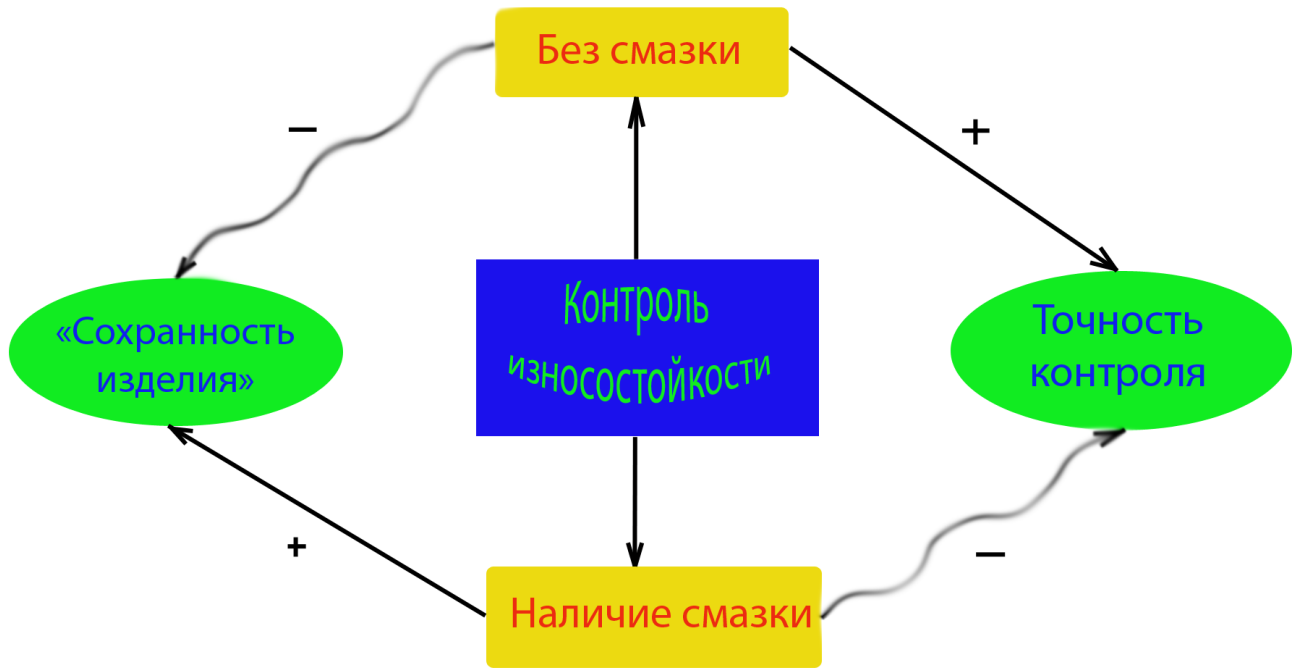 Без смазки
–
+
Контроль
износостойкости
«Сохранность
изделия»
Точность
контроля
+
–
Наличие смазки